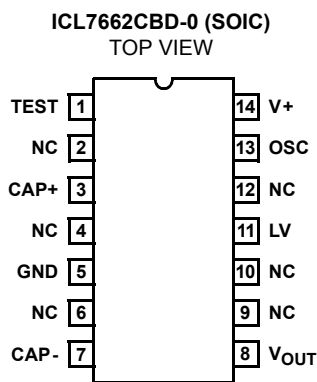 ICL7662CBD-0 (SOIC)
TOP VIEW
TEST 1 14 V+
NC 2 13 OSC
CAP+ 3 12 NC
NC 4 11 LV
GND 5 10 NC
NC 6 9 NC
CAP- 7 8 VOUT